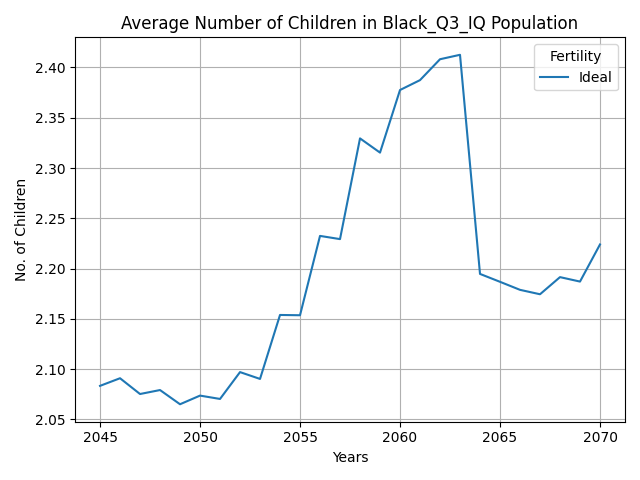 Average Number of Children in Black_Q3_IQ Population
Fertility
Ideal
2.40
2.35
2.30
2.25
2.20
2.15
2.10
2.05
No. of Children
2045 2050 2055 2060 2065 2070
Years